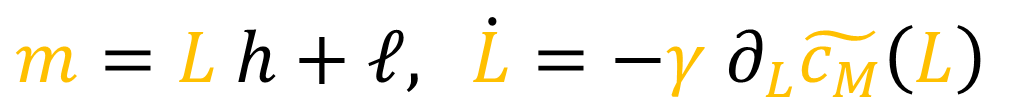 m = L h + ℓ, L̇ = −γ ∂_L c̃_M(L)